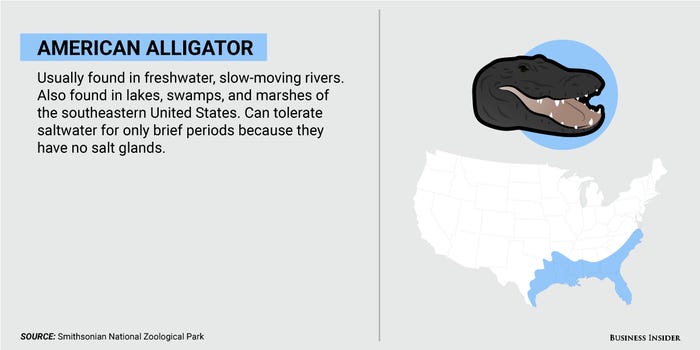 AMERICAN ALLIGATOR
Usually found in freshwater, slow-moving rivers.
Also found in lakes, swamps, and marshes of
the southeastern United States. Can tolerate
saltwater for only brief periods because they
have no salt glands.
SOURCE: Smithsonian National Zoological Park
BUSINESS INSIDER